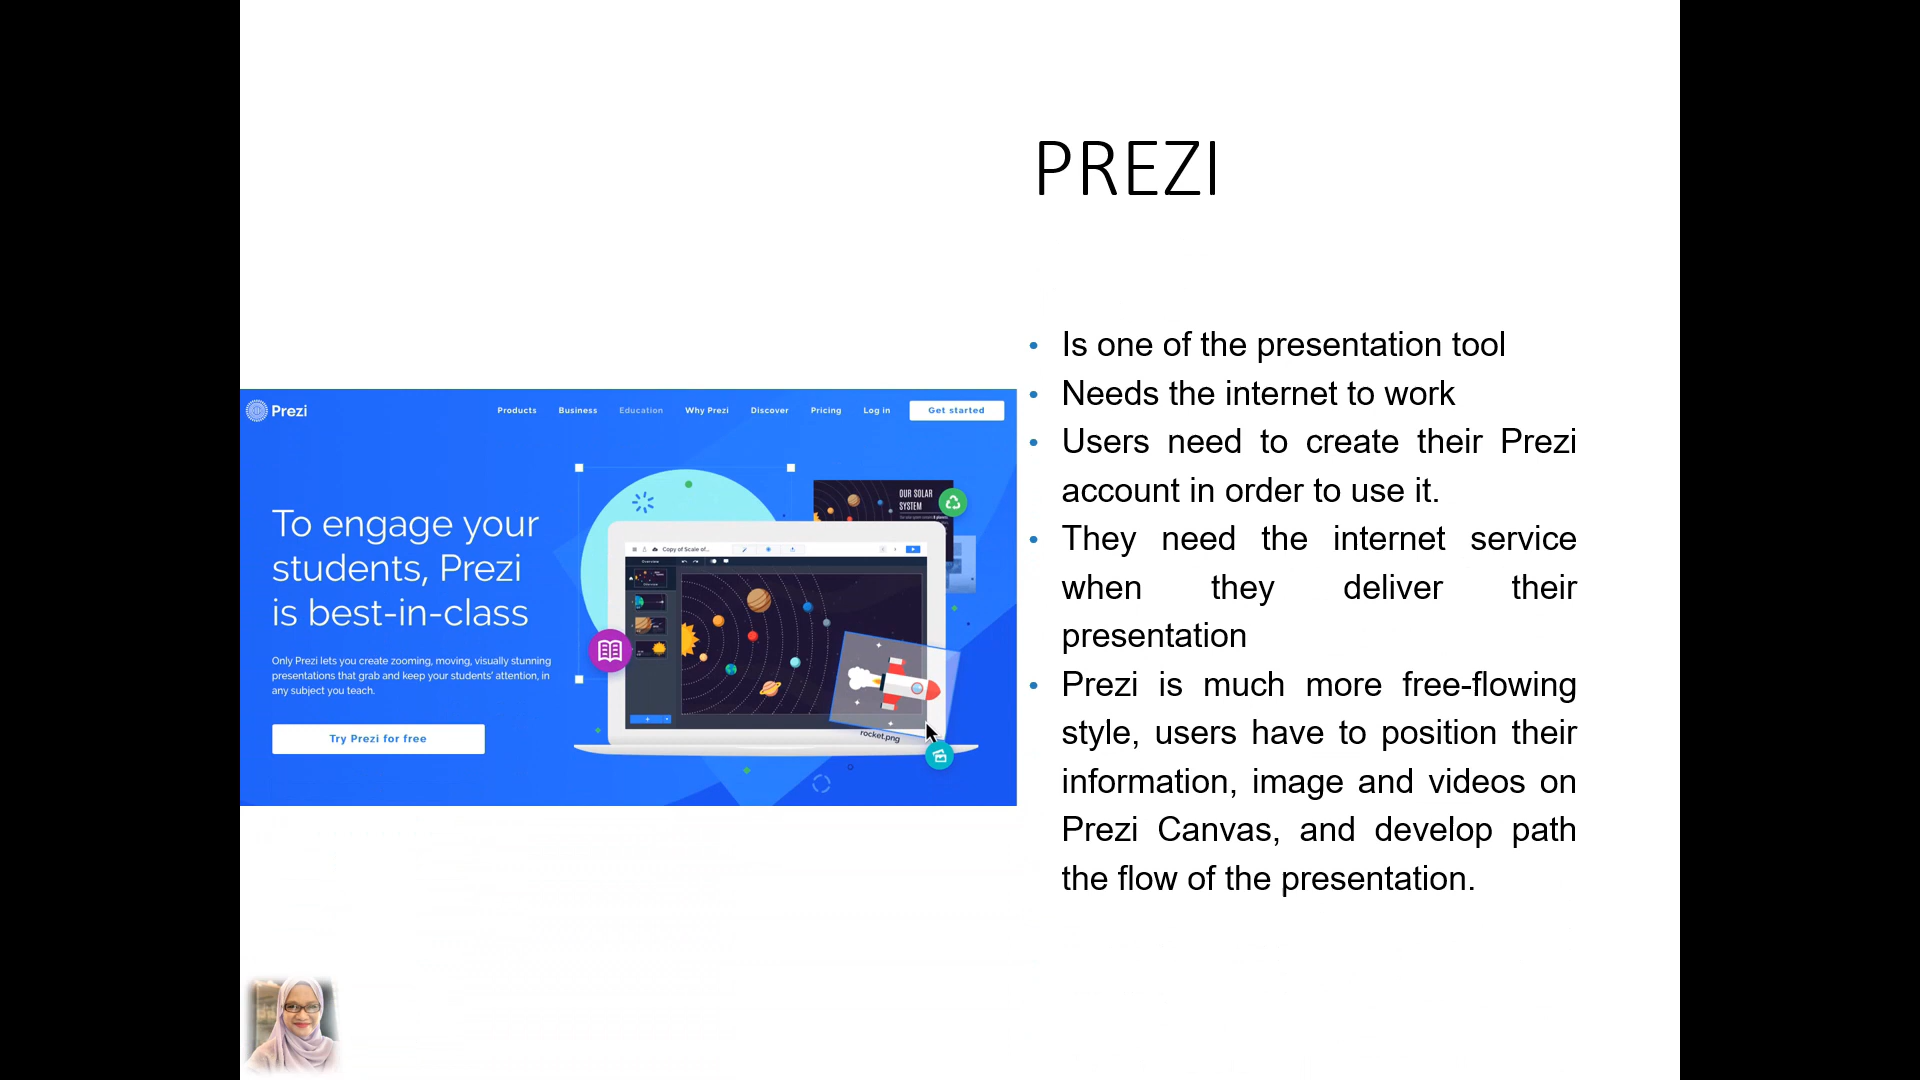 PREZI
• Is one of the presentation tool
• Needs the internet to work
• Users need to create their Prezi
account in order to use it.
• They need the internet service
when they deliver their
presentation
• Prezi is much more free-flowing
style, users have to position their
information, image and videos on
Prezi Canvas, and develop path
the flow of the presentation.
Prezi
Products Business Education Why Prezi Discover Pricing Log in Get started
To engage your
students, Prezi
is best-in-class
Only Prezi lets you create zooming, moving, visually stunning
presentations that grab and keep your students' attention, in
any subject you teach.
Try Prezi for free
OUR SOLAR
SYSTEM
Copy of Scale of...
rocket.png